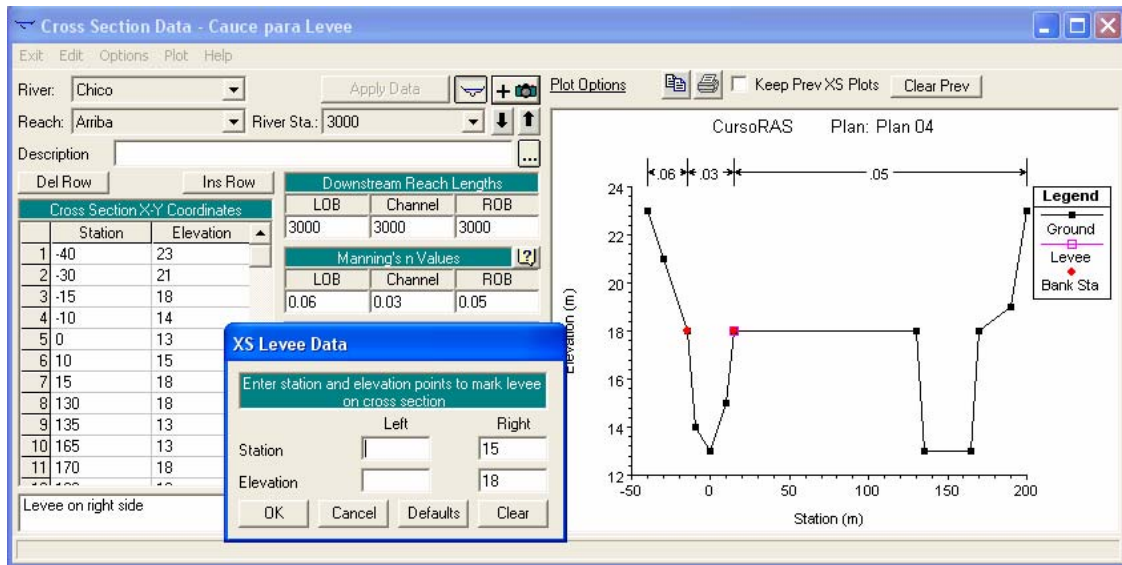 Cross Section Data - Cauce para Levee
Exit Edit Options Plot Help
River: Chico
Apply Data
Reach: Arriba
River Sta.: 3000
Description
...
Del Row Ins Row
Cross Section X-Y Coordinates
Station Elevation
1 -40 23
2 -30 21
3 -15 18
4 -10 14
5 0 13
6 10 15
7 15 18
8 130 18
9 135 13
10 165 13
11 170 18
Levee on right side
Downstream Reach Lengths
LOB Channel ROB
3000 3000 3000
Manning's n Values
LOB Channel ROB
0.06 0.03 0.05
XS Levee Data
Enter station and elevation points to mark levee
on cross section
Left Right
Station 15
Elevation 18
OK Cancel Defaults Clear
Plot Options
Keep Prev XS Plots
Clear Prev
CursoRAS Plan: Plan 04
.06 .03 .05
24
22
20
18
16
14
12
Elevation (m)
-50 0 50 100 150 200
Station (m)
Legend
Ground
Levee
Bank Sta